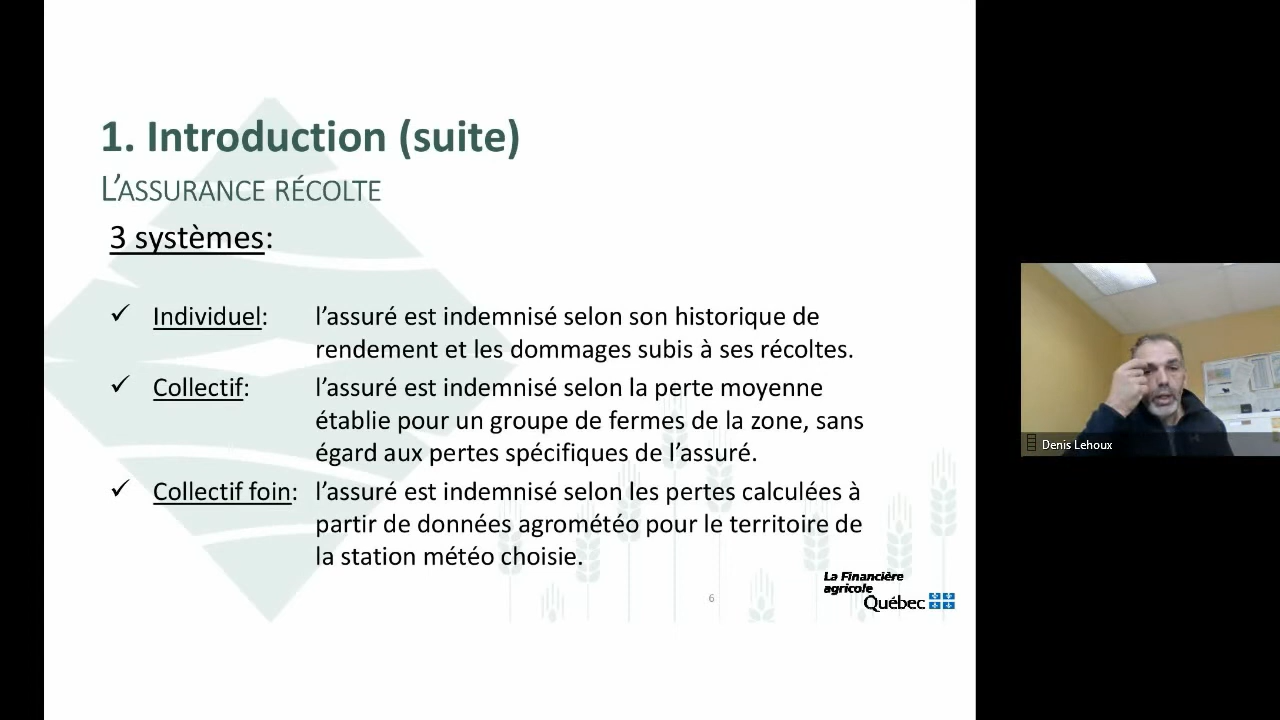 1. Introduction (suite)
L'ASSURANCE RÉCOLTE
3 systèmes:
✓ Individuel: l'assuré est indemnisé selon son historique de
rendement et les dommages subis à ses récoltes.
✓ Collectif: l'assuré est indemnisé selon la perte moyenne
établie pour un groupe de fermes de la zone, sans
égard aux pertes spécifiques de l'assuré.
✓ Collectif foin: l'assuré est indemnisé selon les pertes calculées à
partir de données agrométéo pour le territoire de
la station météo choisie.
6
La Financière
agricole
Québec
Denis Lehoux